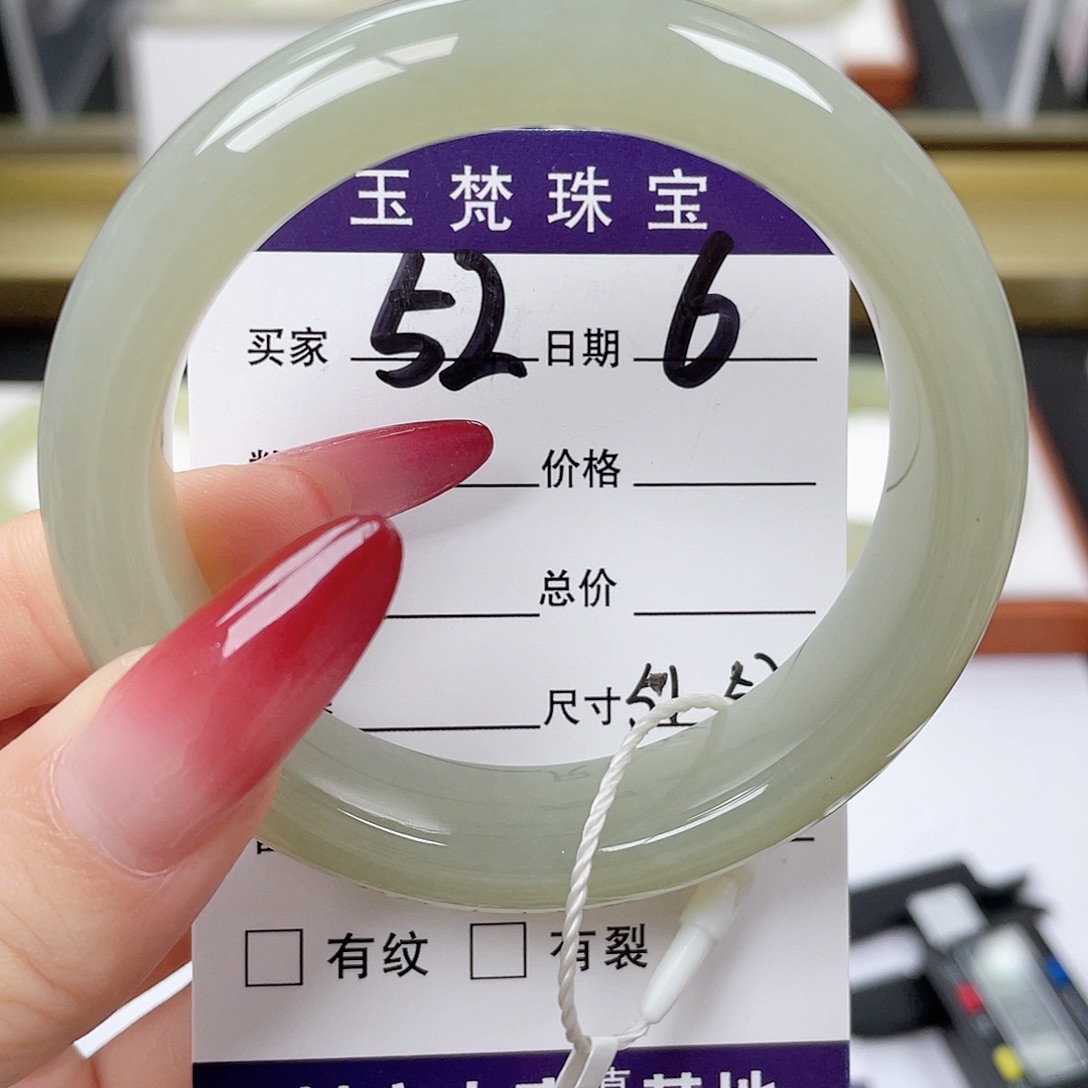 玉梵珠宝
买家 52 日期 6
价格
总价
尺寸 51
有纹 有裂